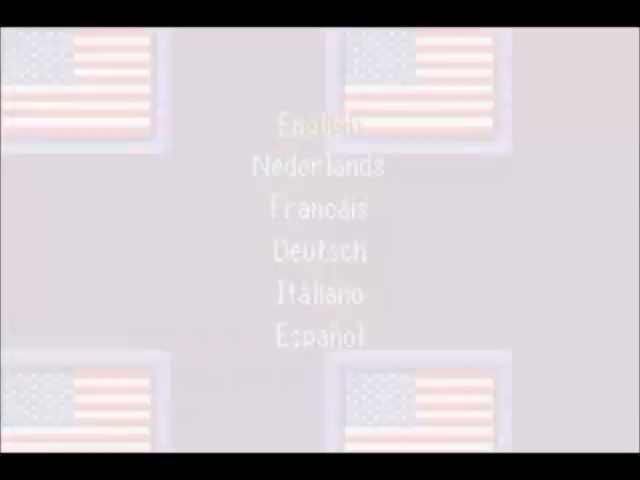 English
Nederlands
Francais
Deutsch
Italiano
Español